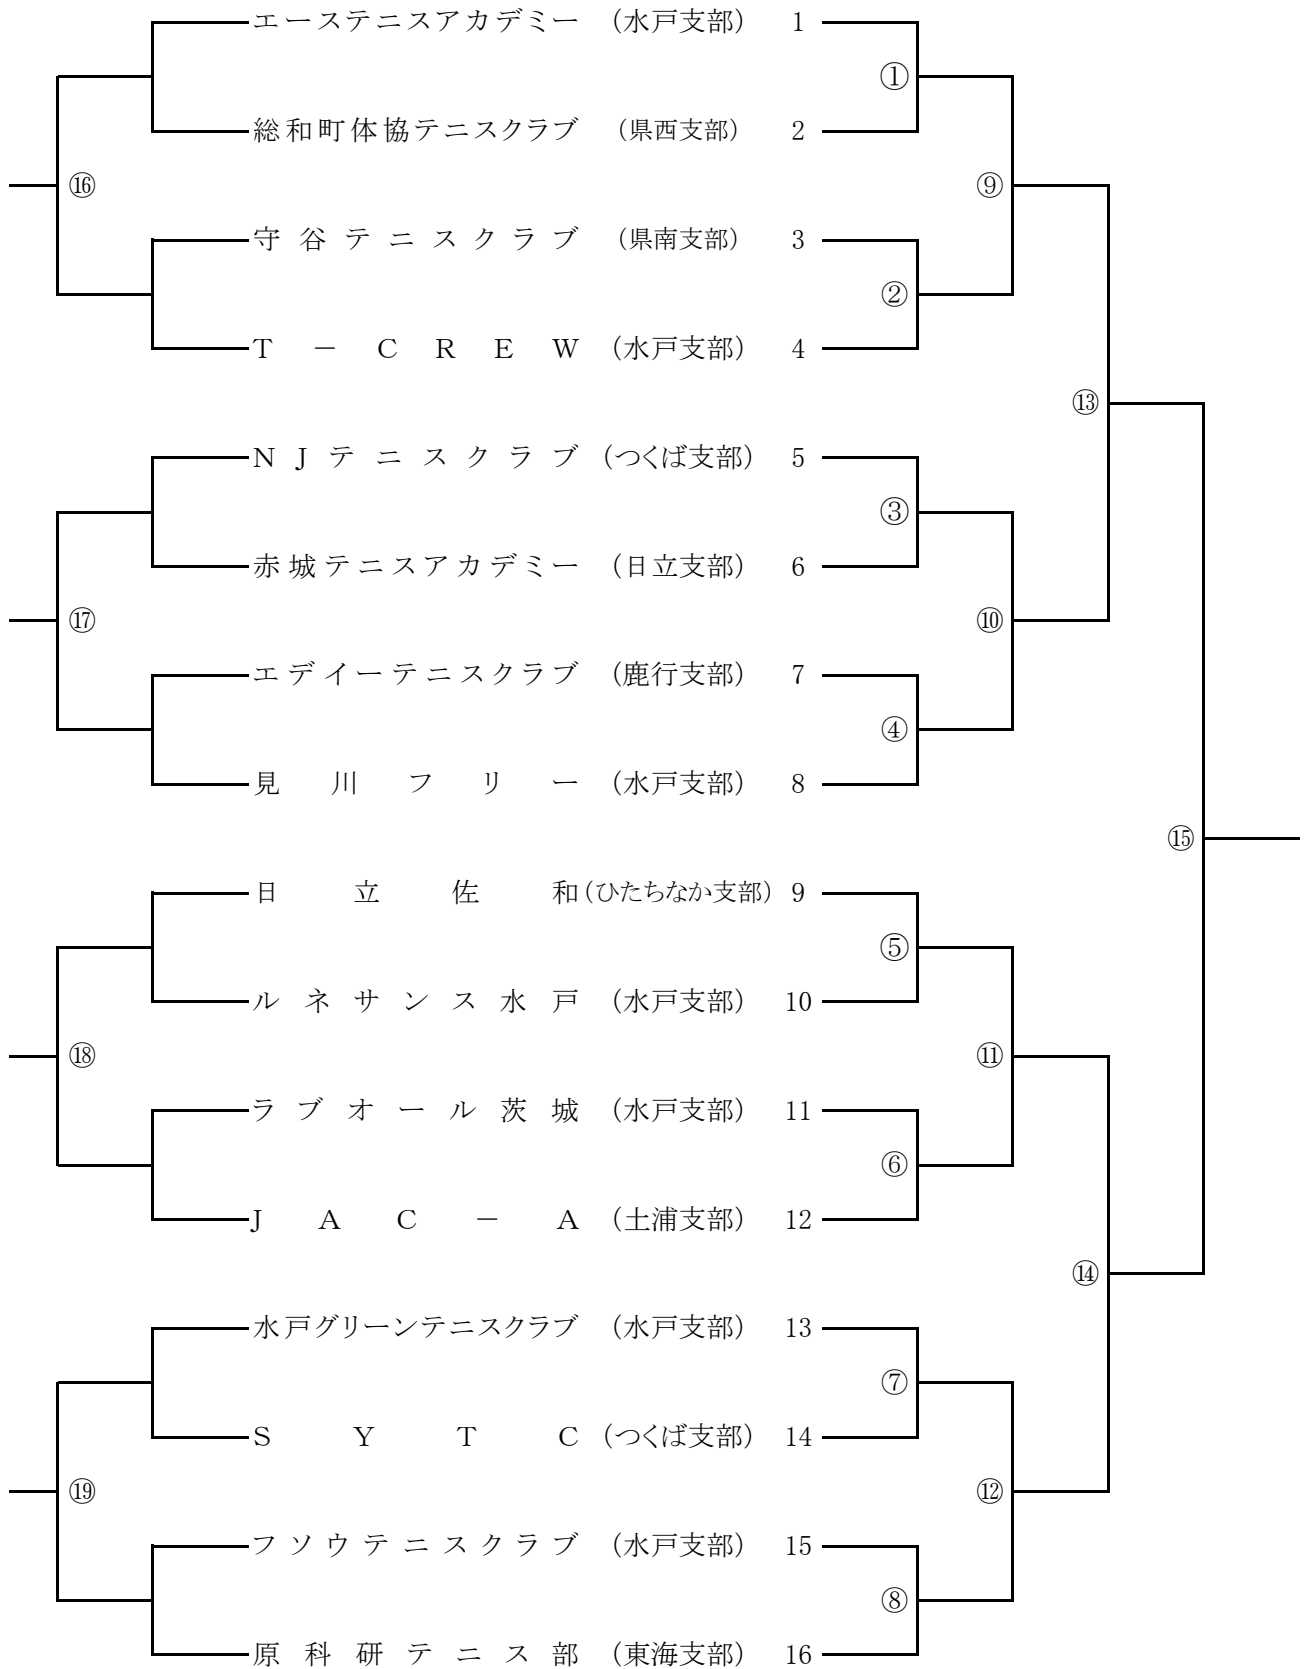 エーステニスアカデミー (水戸支部) 1
①
総和町体協テニスクラブ (県西支部) 2
⑯ ⑨
守谷テニスクラブ (県南支部) 3
②
T－CREW (水戸支部) 4
⑬
NJテニスクラブ (つくば支部) 5
③
赤城テニスアカデミー (日立支部) 6
⑰ ⑩
エデイーテニスクラブ (鹿行支部) 7
④
見川フリー (水戸支部) 8
⑮
日立佐和 (ひたちなか支部) 9
⑤
ルネサンス水戸 (水戸支部) 10
⑱ ⑪
ラブオール茨城 (水戸支部) 11
⑥
JAC－A (土浦支部) 12
⑭
水戸グリーンテニスクラブ (水戸支部) 13
⑦
SYTC (つくば支部) 14
⑲ ⑫
フソウテニスクラブ (水戸支部) 15
⑧
原科研テニス部 (東海支部) 16